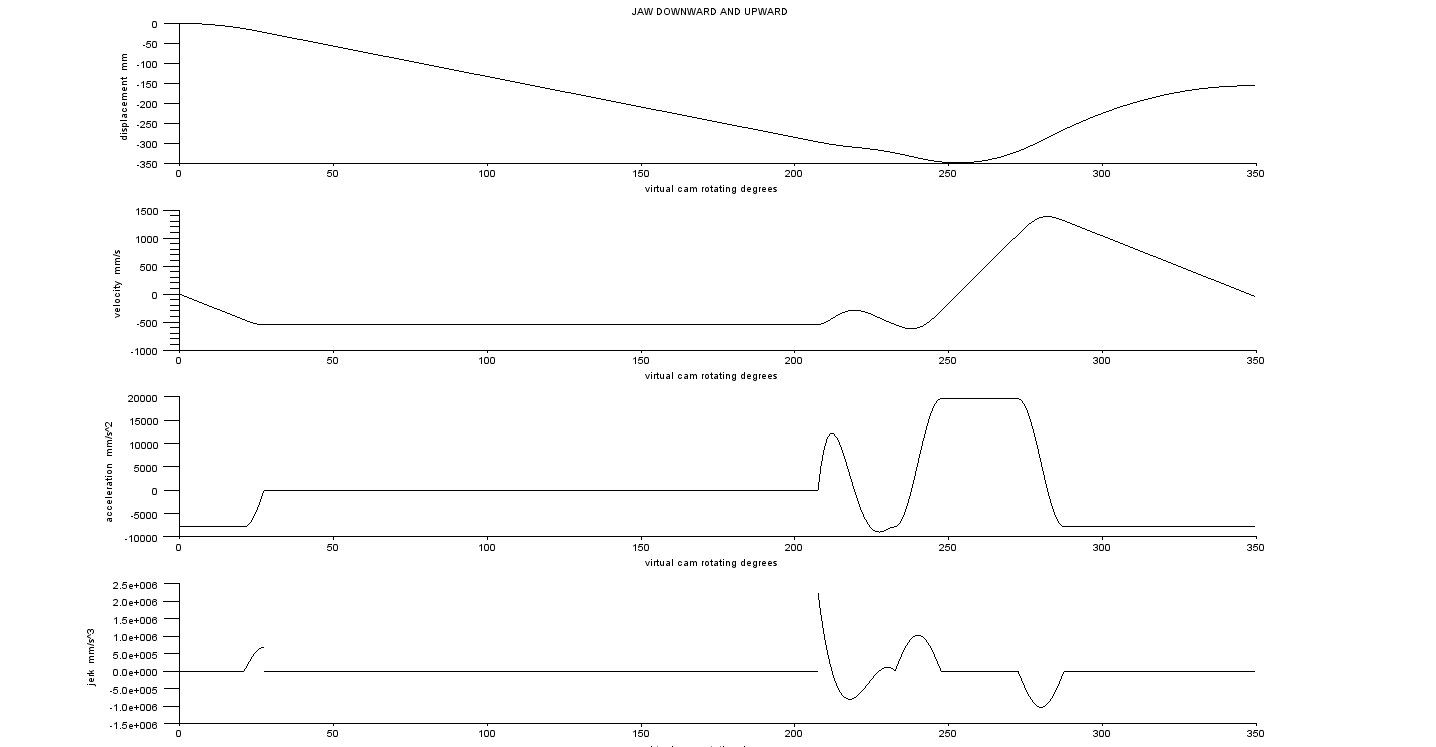 JAW DOWNWARD AND UPWARD
displacement mm
0
-50
-100
-150
-200
-250
-300
-350
0 50 100 150 200 250 300 350
virtual cam rotating degrees
velocity mm/s
1500
1000
500
0
-500
-1000
0 50 100 150 200 250 300 350
virtual cam rotating degrees
acceleration mm/s^2
20000
15000
10000
5000
0
-5000
-10000
0 50 100 150 200 250 300 350
virtual cam rotating degrees
jerk mm/s^3
2.5e+006
2.0e+006
1.5e+006
1.0e+006
5.0e+005
0.0e+000
-5.0e+005
-1.0e+006
-1.5e+006
0 50 100 150 200 250 300 350